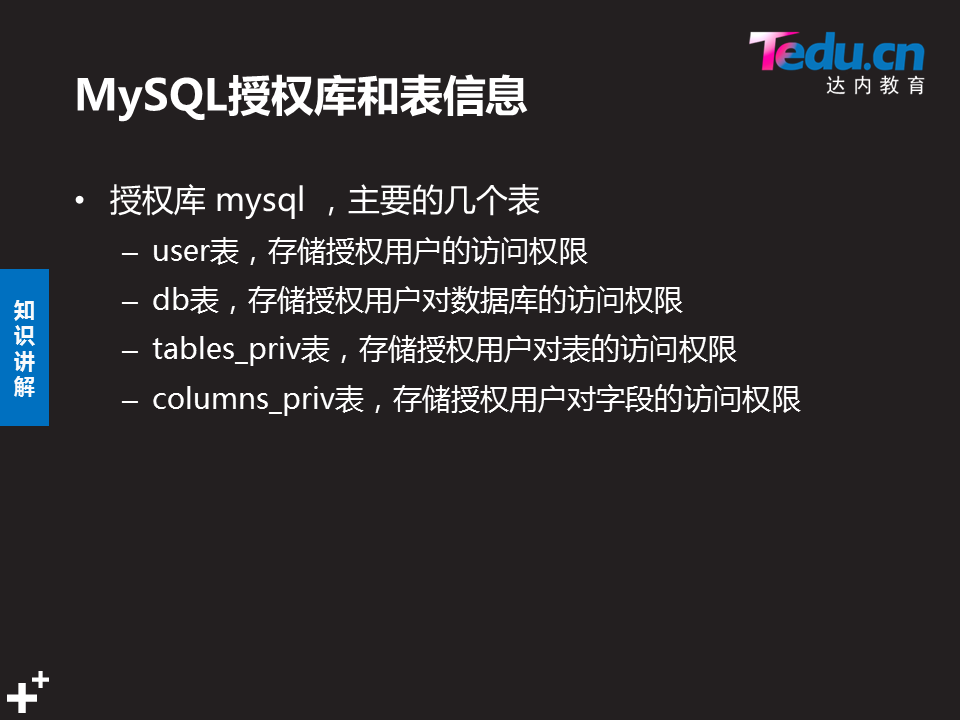 Tedu.cn
达内教育
MySQL授权库和表信息
• 授权库 mysql ，主要的几个表
– user表，存储授权用户的访问权限
– db表，存储授权用户对数据库的访问权限
– tables_priv表，存储授权用户对表的访问权限
– columns_priv表，存储授权用户对字段的访问权限
知
识
讲
解